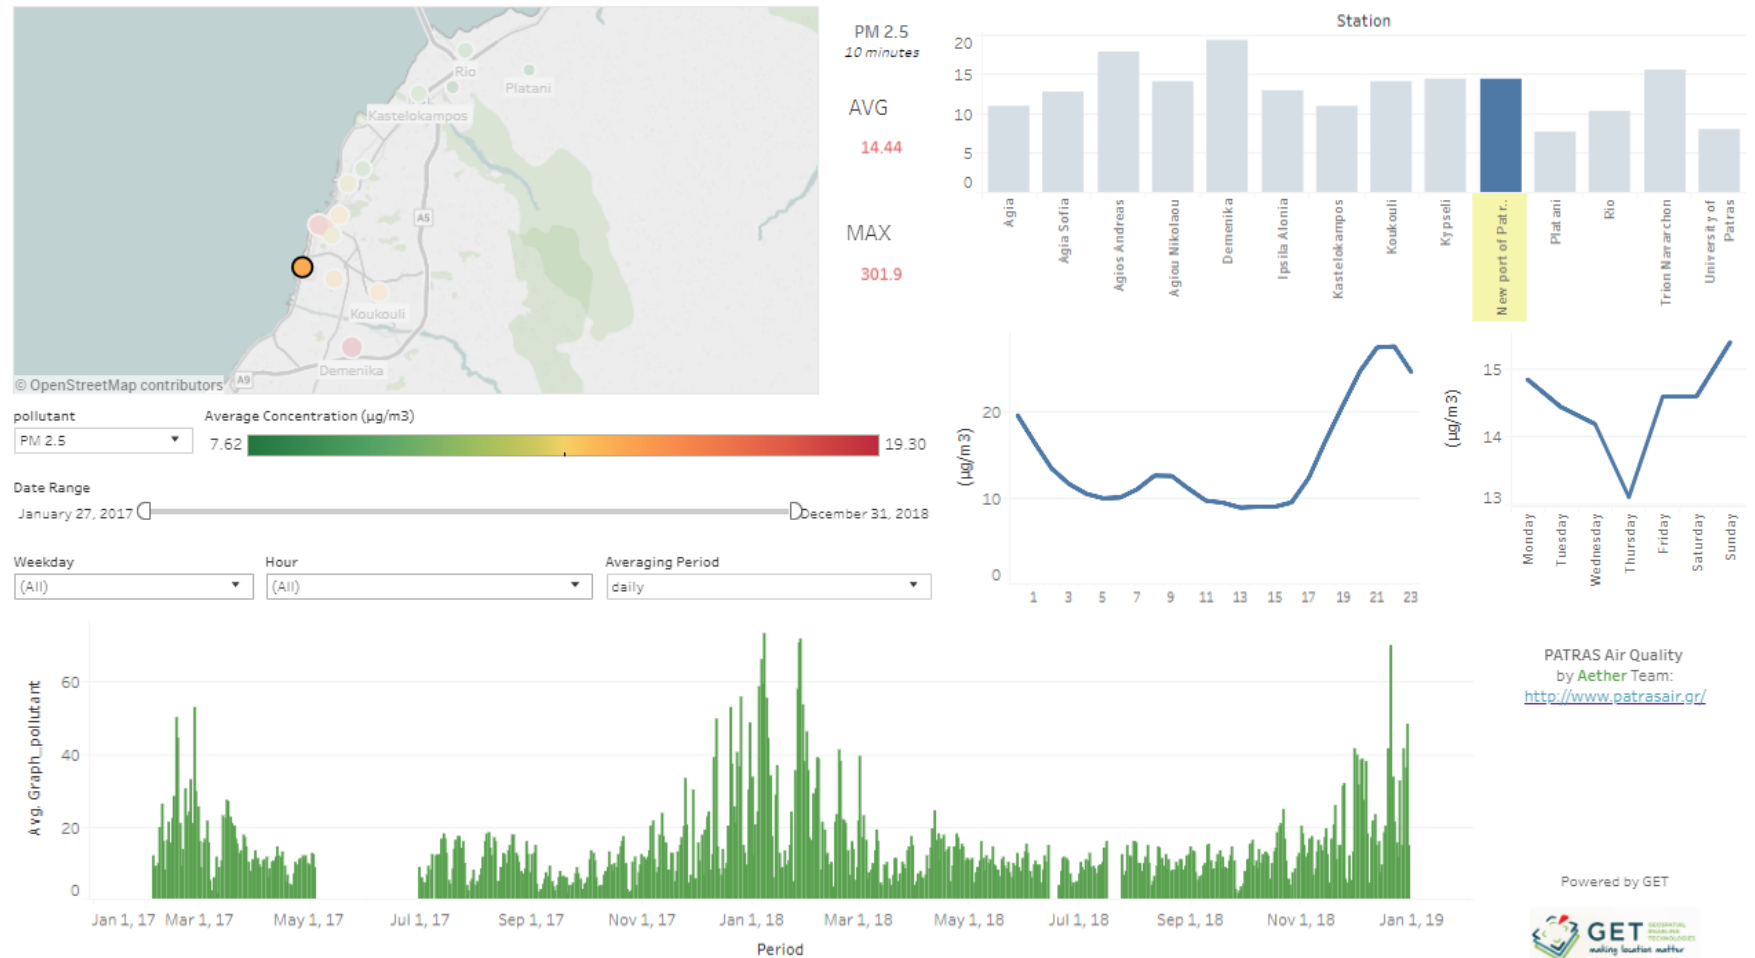 Rio
Platani
Kastelokampos
A5
Koukouli
Demenika
A9
© OpenStreetMap contributors
PM 2.5
10 minutes
AVG
14.44
MAX
301.9
Station
20
15
10
5
0
Agia
Agia Sofia
Agios Andreas
Agiou Nikolaou
Demenika
Ipsila Alonia
Kastelokampos
Koukouli
Kypseli
New port of Patr..
Platani
Rio
Trion Navarchon
University of
Patras
pollutant
PM 2.5
Average Concentration (μg/m3)
7.62
19.30
Date Range
January 27, 2017
December 31, 2018
Weekday
(All)
Hour
(All)
Averaging Period
daily
(μg/m3)
20
10
0
1 3 5 7 9 11 13 15 17 19 21 23
(μg/m3)
15
14
13
Monday
Tuesday
Wednesday
Thursday
Friday
Saturday
Sunday
Avg. Graph_pollutant
60
40
20
0
Jan 1, 17 Mar 1, 17 May 1, 17 Jul 1, 17 Sep 1, 17 Nov 1, 17 Jan 1, 18 Mar 1, 18 May 1, 18 Jul 1, 18 Sep 1, 18 Nov 1, 18 Jan 1, 19
Period
PATRAS Air Quality
by Aether Team:
http://www.patrasair.gr/
Powered by GET
GET
GEOSPATIAL
ENABLING
TECHNOLOGIES
making location matter